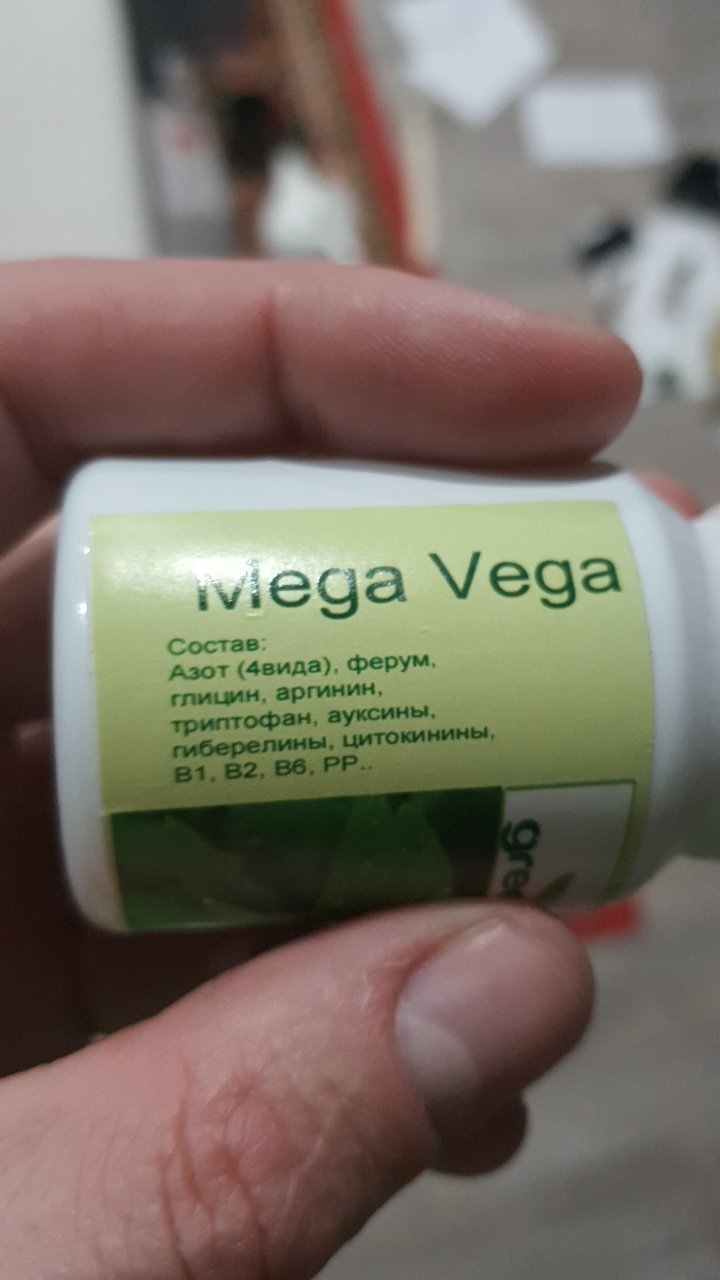 Mega Vega
Состав:
Азот (4вида), ферум,
глицин, аргинин,
триптофан, ауксины,
гиберелины, цитокинины,
B1, B2, B6, PP..